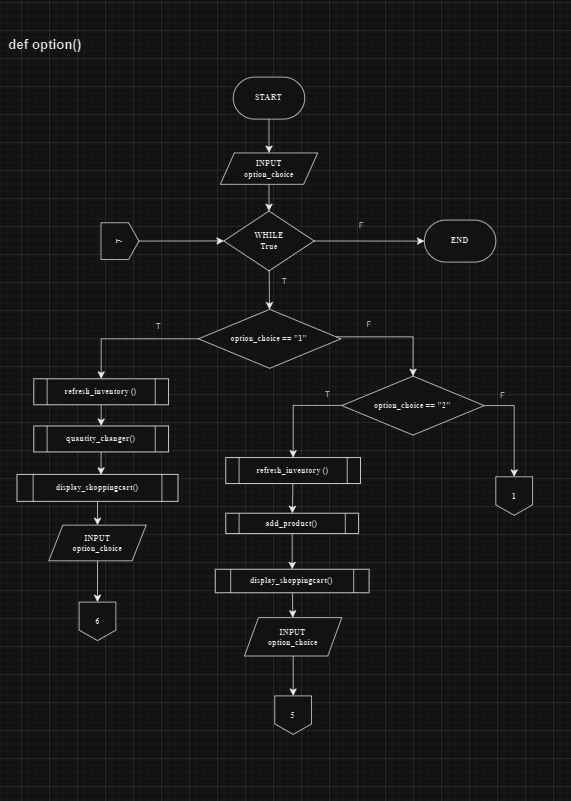 def option()
START
INPUT
option_choice
7
WHILE
True
F
END
T
option_choice == "1"
T
F
refresh_inventory ()
quantity_changer()
display_shoppingcart()
INPUT
option_choice
6
option_choice == "2"
T
F
refresh_inventory ()
add_product()
display_shoppingcart()
INPUT
option_choice
5
1